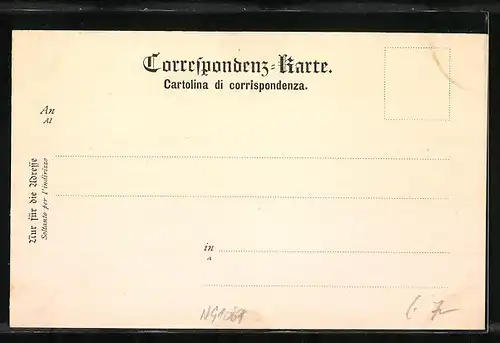 Correſpondenz-Karte.
Cartolina di corrispondenza.
An
Al
Nur für die Adreſſe
Soltanto per l'indirizzo
in
a